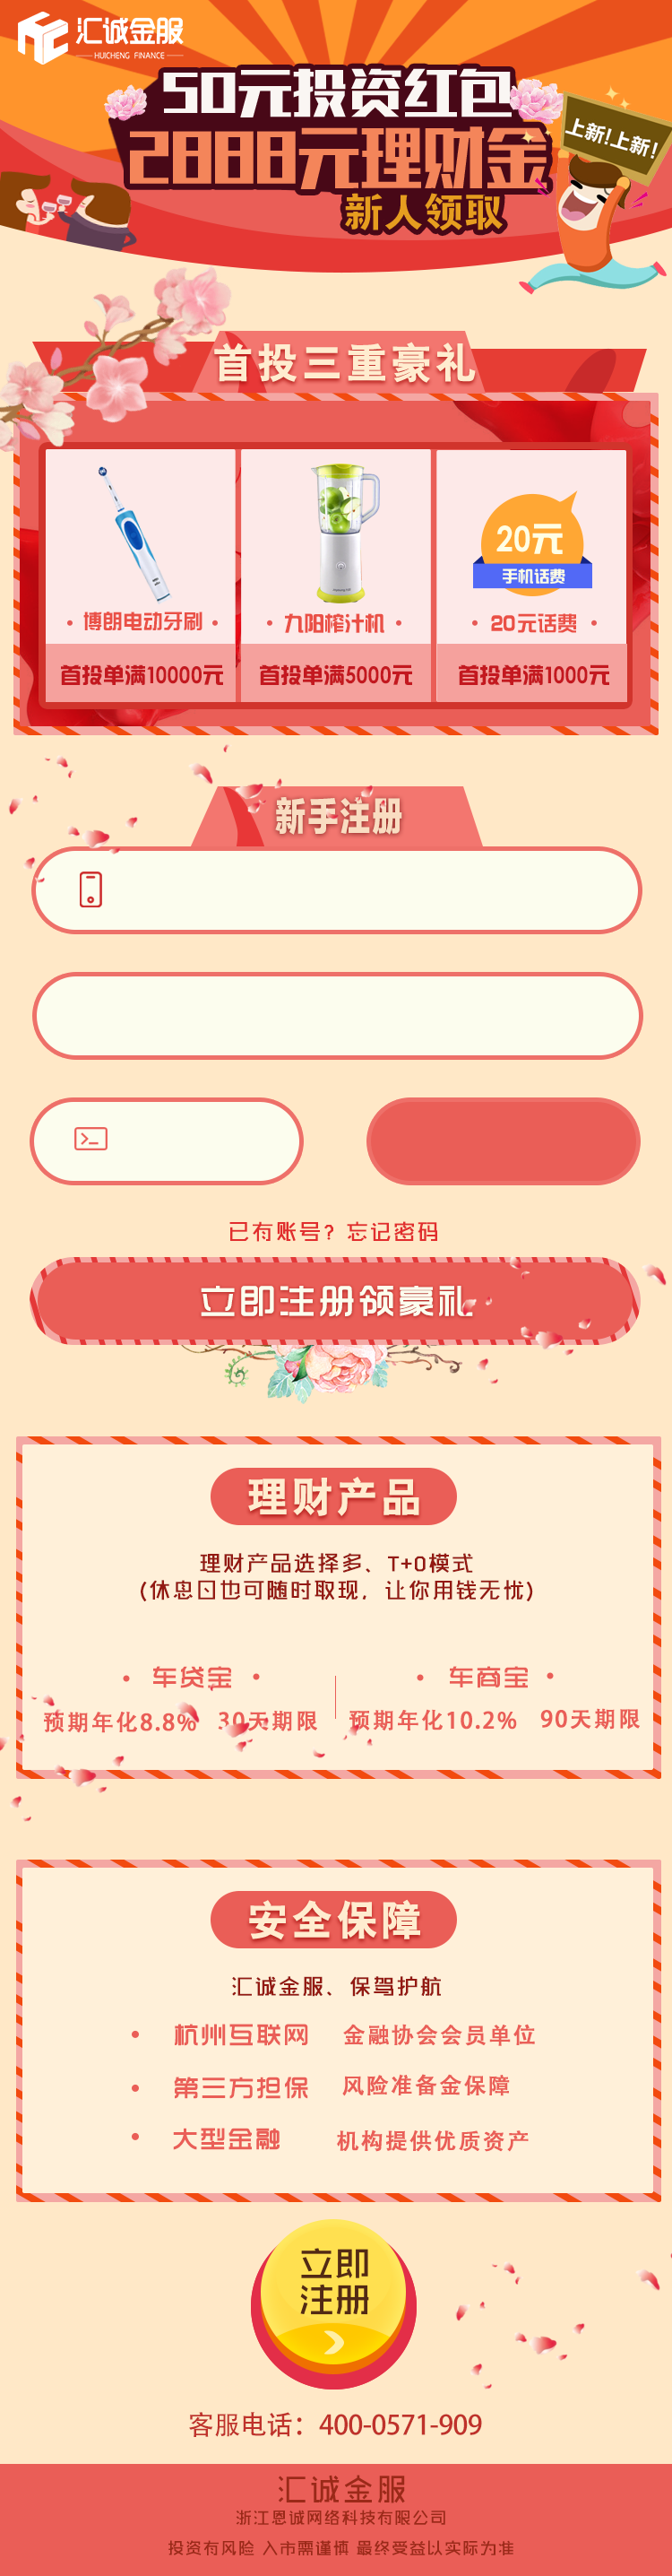 汇诚金服
HUICHENG FINANCE
50元投资红包
上新!上新!
2888元理财金
新人领取
首投三重豪礼
20元
手机话费
博朗电动牙刷
九阳榨汁机
20元话费
首投单满10000元
首投单满5000元
首投单满1000元
新手注册
已有账号? 忘记密码
立即注册领豪礼
理财产品
理财产品选择多、T+0模式
(休息日也可随时取现, 让你用钱无忧)
车贷宝
车商宝
预期年化8.8% 30天期限
预期年化10.2% 90天期限
安全保障
汇诚金服、保驾护航
杭州互联网 金融协会会员单位
第三方担保 风险准备金保障
大型金融 机构提供优质资产
立即
注册
客服电话：400-0571-909
汇诚金服
浙江恩诚网络科技有限公司
投资有风险 入市需谨慎 最终受益以实际为准